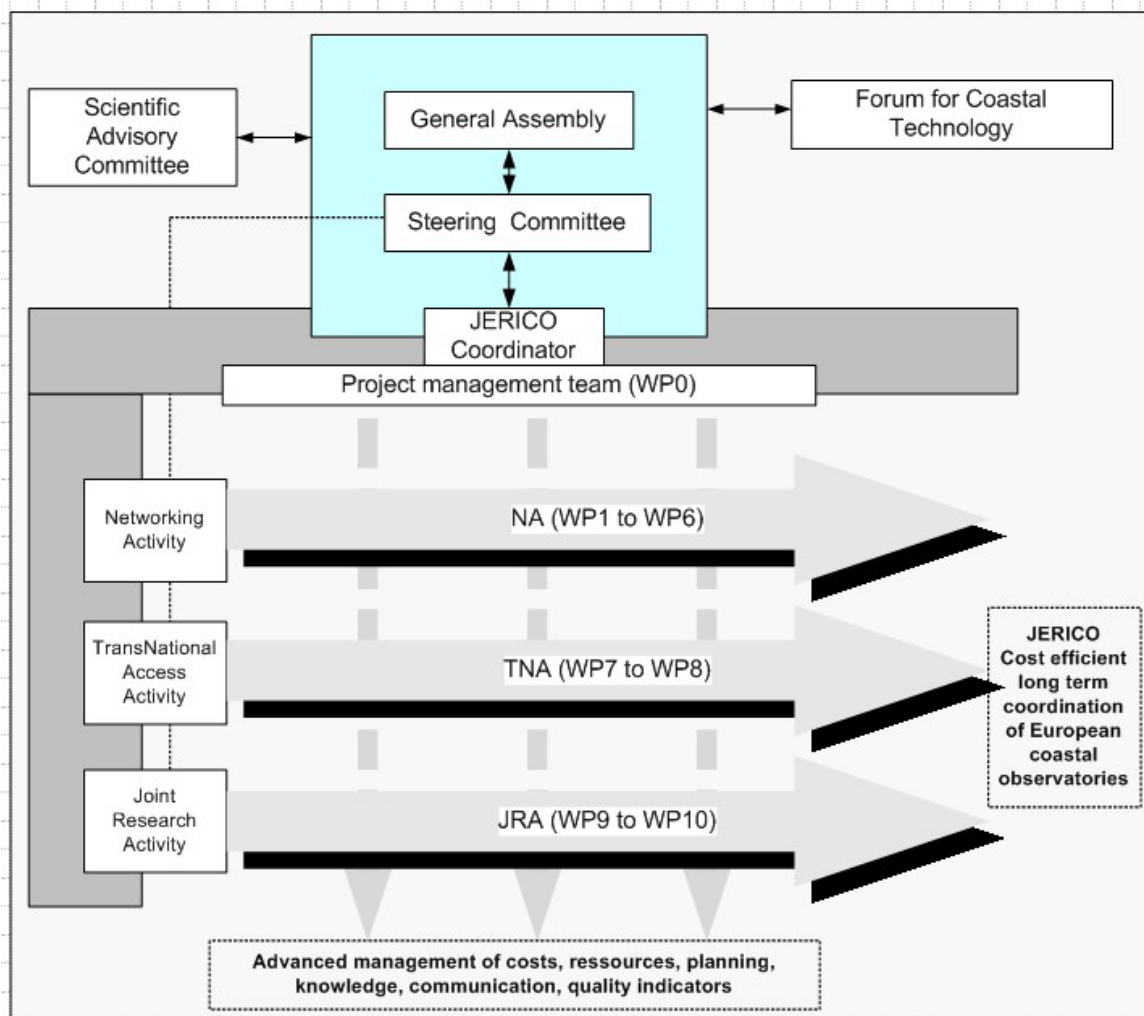 Scientific
Advisory
Committee
General Assembly
Forum for Coastal
Technology
Steering Committee
JERICO
Coordinator
Project management team (WP0)
Networking
Activity
NA (WP1 to WP6)
TransNational
Access
Activity
TNA (WP7 to WP8)
JERICO
Cost efficient
long term
coordination
of European
coastal
observatories
Joint
Research
Activity
JRA (WP9 to WP10)
Advanced management of costs, ressources, planning,
knowledge, communication, quality indicators